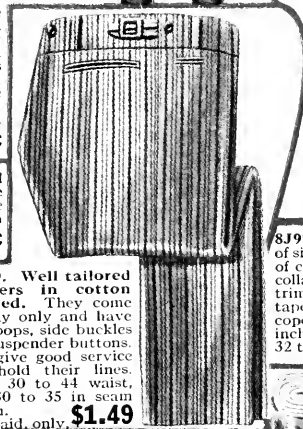 Well tailored
ers in cotton
ed. They come
y only and have
oops, side buckles
uspender buttons.
give good service
hold their lines.
30 to 44 waist,
30 to 35 in seam
aid, only, $1.49
8J9
of si
of c
colla
trim
tape
cope
inch
32 t